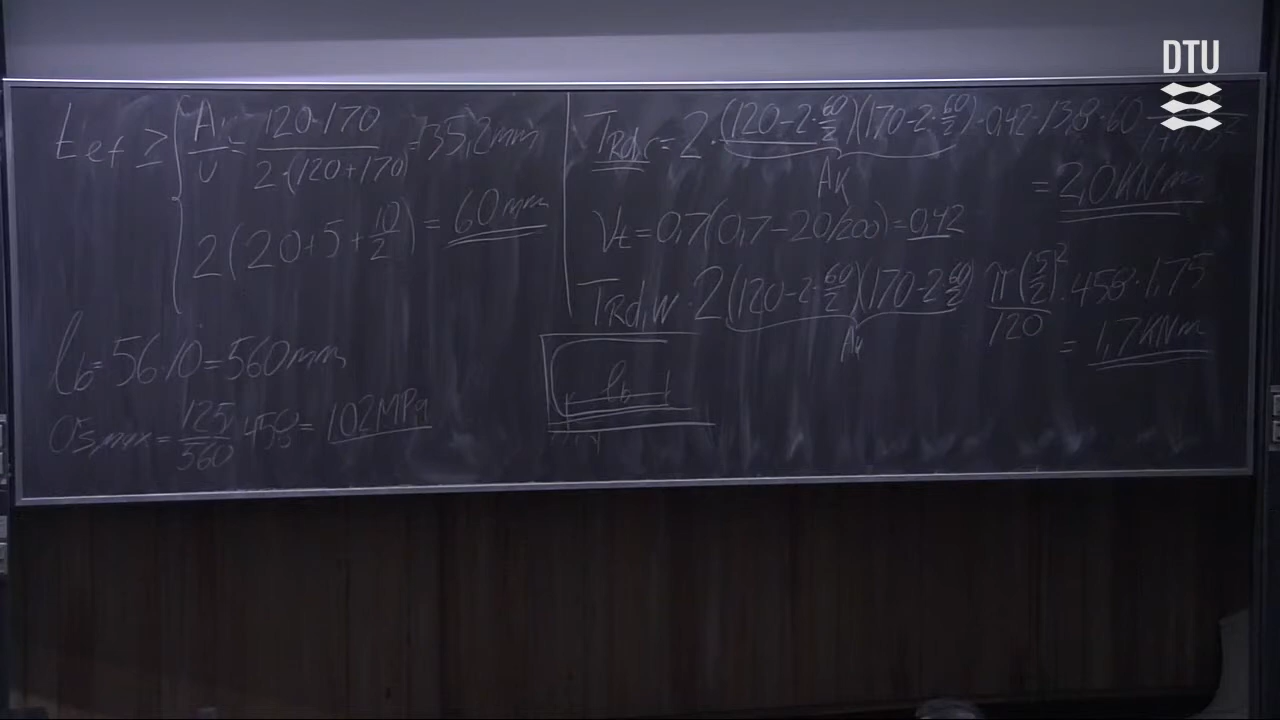 t_ef ≥ { A/u = 120·170 / 2·(120+170) = 35,2mm
2(20+5+10/2) = 60mm
l_b = 56·10 = 560mm
σ_s,max = 125/560 · 458 = 102MPa
T_Rd,c = 2·(120-2·60/2)(170-2·60/2)·0,42·13,8·60
A_k
= 2,0KNm
V_t = 0,7(0,7-20/200) = 0,42
T_Rd,w · 2(120-2·60/2)(170-2·60/2) π(5/2)²/120 · 458·1,75
A_k
= 1,7KNm
l_b
DTU